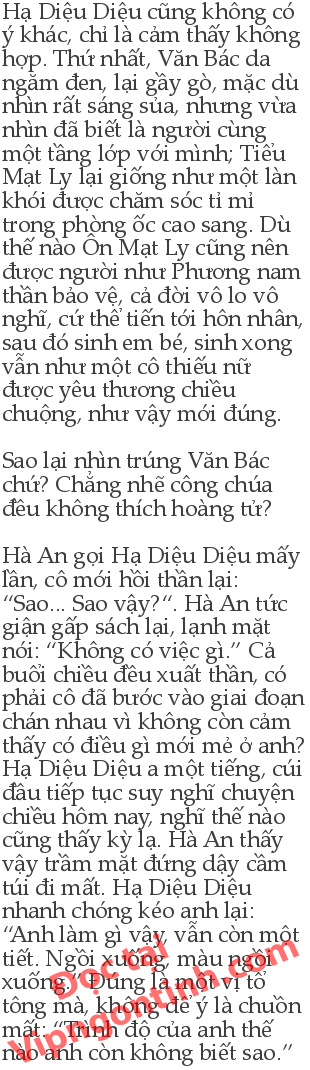 Hạ Diệu Diệu cũng không có
ý khác, chỉ là cảm thấy không
hợp. Thứ nhất, Văn Bác da
ngăm đen, lại gầy gò, mặc dù
nhìn rất sáng sủa, nhưng vừa
nhìn đã biết là người cùng
một tầng lớp với mình; Tiểu
Mạt Ly lại giống như một làn
khói được chăm sóc tỉ mỉ
trong phòng ốc cao sang. Dù
thế nào Ôn Mạt Ly cũng nên
được người như Phương nam
thần bảo vệ, cả đời vô lo vô
nghĩ, cứ thể tiến tới hôn nhân,
sau đó sinh em bé, sinh xong
vẫn như một cô thiếu nữ
được yêu thương chiều
chuộng, như vậy mới đúng.
Sao lại nhìn trúng Văn Bác
chứ? Chẳng nhẽ công chúa
đều không thích hoàng tử?
Hà An gọi Hạ Diệu Diệu mấy
lần, cô mới hồi thần lại:
“Sao... Sao vậy?“. Hà An tức
giận gấp sách lại, lạnh mặt
nói: “Không có việc gì.” Cả
buổi chiều đều xuất thần, có
phải cô đã bước vào giai đoạn
chán nhau vì không còn cảm
thấy có điều gì mới mẻ ở anh?
Hạ Diệu Diệu a một tiếng, cúi
đầu tiếp tục suy nghĩ chuyện
chiều hôm nay, nghĩ thế nào
cũng thấy kỳ lạ. Hà An thấy
vậy trầm mặt đứng dậy cầm
túi đi mất. Hạ Diệu Diệu
nhanh chóng kéo anh lại:
“Anh làm gì vậy, vẫn còn một
tiết. Ngồi xuống, mau ngồi
xuống.” Đúng là một vị tổ
tông mà, không để ý là chuồn
mất: “Trình độ của anh thế
nào anh còn không biết sao.”
Đọc tại
Vipngontinh.com